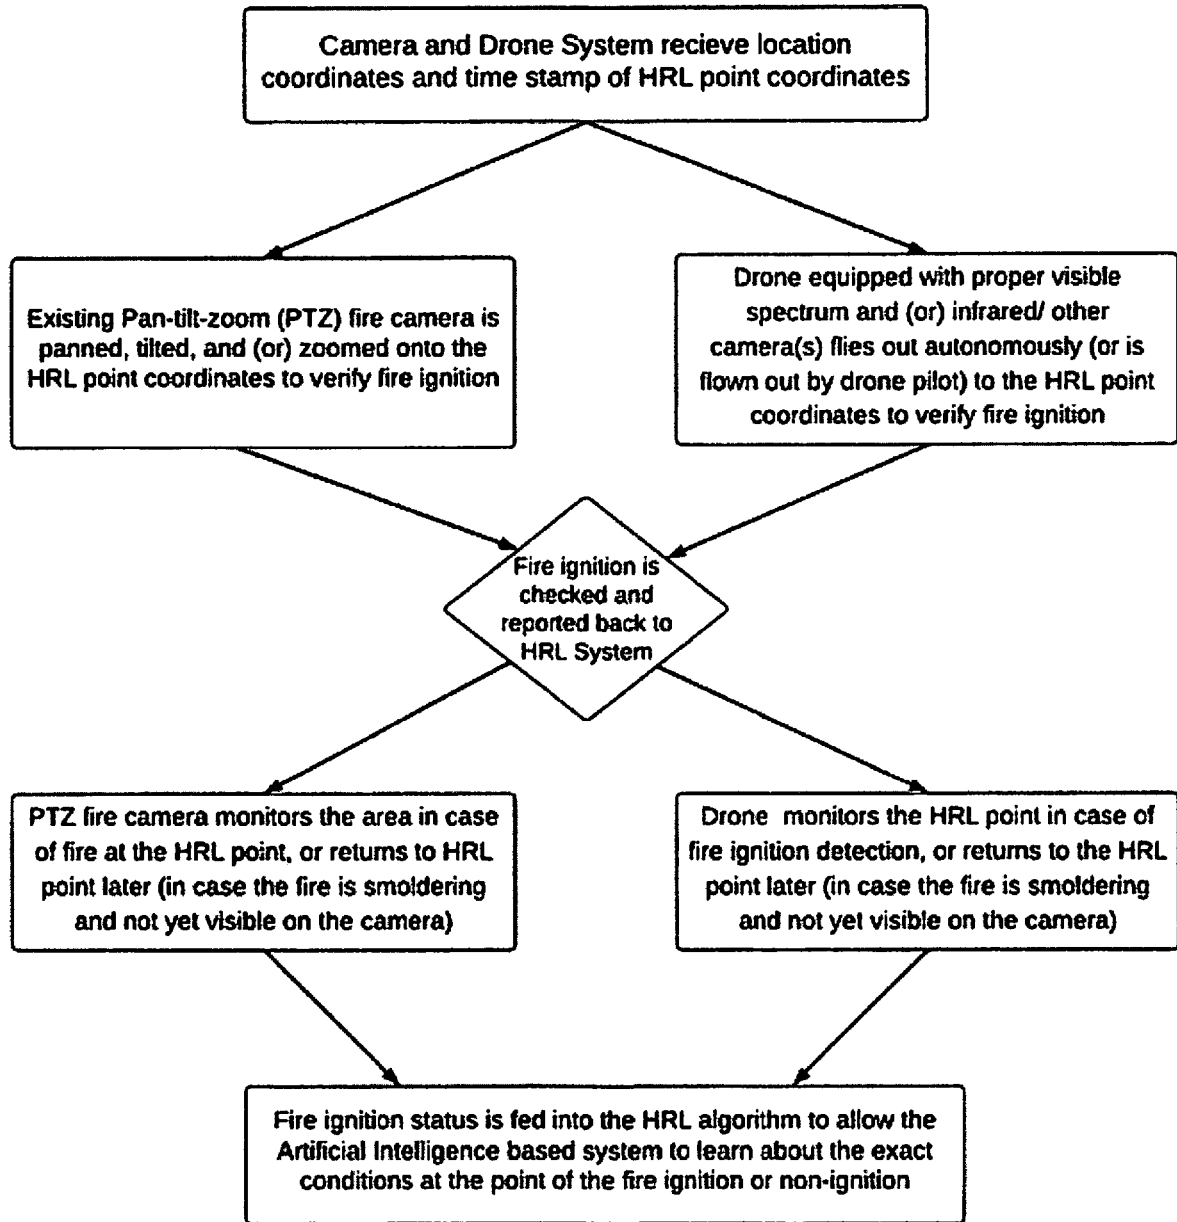 Camera and Drone System recieve location
coordinates and time stamp of HRL point coordinates
Existing Pan-tilt-zoom (PTZ) fire camera is
panned, tilted, and (or) zoomed onto the
HRL point coordinates to verify fire ignition
Drone equipped with proper visible
spectrum and (or) infrared/ other
camera(s) flies out autonomously (or is
flown out by drone pilot) to the HRL point
coordinates to verify fire ignition
Fire ignition is
checked and
reported back to
HRL System
PTZ fire camera monitors the area in case
of fire at the HRL point, or returns to HRL
point later (in case the fire is smoldering
and not yet visible on the camera)
Drone monitors the HRL point in case of
fire ignition detection, or returns to the HRL
point later (in case the fire is smoldering
and not yet visible on the camera)
Fire ignition status is fed into the HRL algorithm to allow the
Artificial Intelligence based system to learn about the exact
conditions at the point of the fire ignition or non-ignition